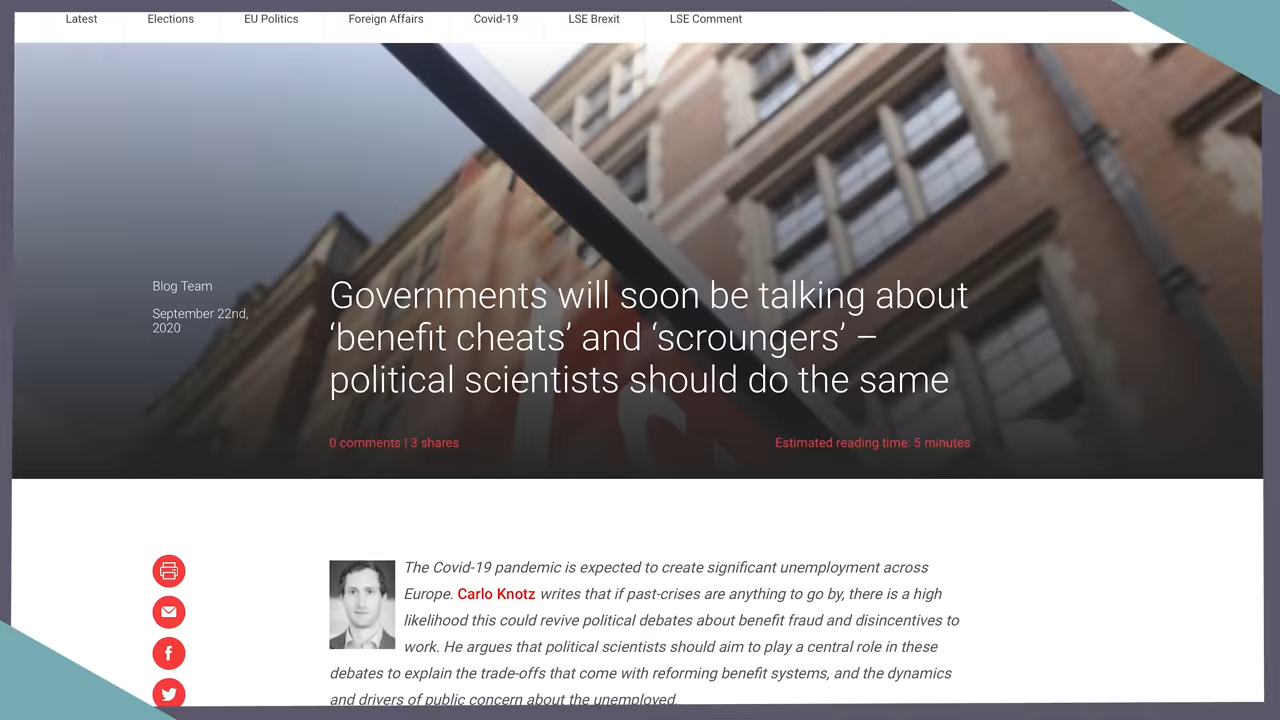 Latest Elections EU Politics Foreign Affairs Covid-19 LSE Brexit LSE Comment
Blog Team
September 22nd,
2020
Governments will soon be talking about
‘benefit cheats’ and ‘scroungers’ –
political scientists should do the same
0 comments | 3 shares
Estimated reading time: 5 minutes
The Covid-19 pandemic is expected to create significant unemployment across
Europe. Carlo Knotz writes that if past-crises are anything to go by, there is a high
likelihood this could revive political debates about benefit fraud and disincentives to
work. He argues that political scientists should aim to play a central role in these
debates to explain the trade-offs that come with reforming benefit systems, and the dynamics
and drivers of public concern about the unemployed.